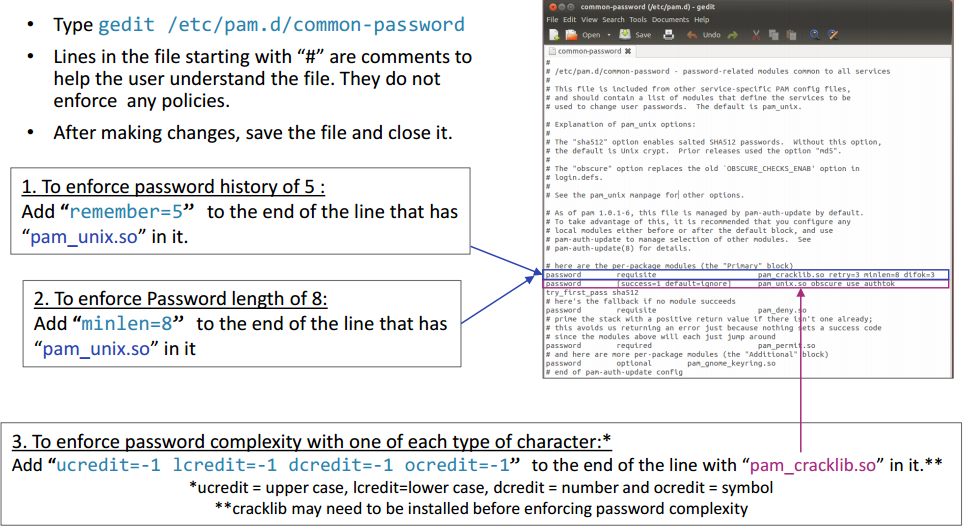 • Type gedit /etc/pam.d/common-password
• Lines in the file starting with “#” are comments to
help the user understand the file. They do not
enforce any policies.
• After making changes, save the file and close it.
1. To enforce password history of 5 :
Add “remember=5” to the end of the line that has
“pam_unix.so” in it.
2. To enforce Password length of 8:
Add “minlen=8” to the end of the line that has
“pam_unix.so” in it
common-password (/etc/pam.d) - gedit
File Edit View Search Tools Documents Help
Open Save Undo
common-password
#
# /etc/pam.d/common-password - password-related modules common to all services
#
# This file is included from other service-specific PAM config files,
# and should contain a list of modules that define the services to be
# used to change user passwords. The default is pam_unix.
# Explanation of pam_unix options:
#
# The "sha512" option enables salted SHA512 passwords. Without this option,
# the default is Unix crypt. Prior releases used the option "md5".
#
# The "obscure" option replaces the old `OBSCURE_CHECKS_ENAB' option in
# login.defs.
#
# See the pam_unix manpage for other options.
# As of pam 1.0.1-6, this file is managed by pam-auth-update by default.
# To take advantage of this, it is recommended that you configure any
# local modules either before or after the default block, and use
# pam-auth-update to manage selection of other modules. See
# pam-auth-update(8) for details.
# here are the per-package modules (the "Primary" block)
password requisite pam_cracklib.so retry=3 minlen=8 difok=3
password [success=1 default=ignore] pam_unix.so obscure use_authtok
try_first_pass sha512
# here's the fallback if no module succeeds
password requisite pam_deny.so
# prime the stack with a positive return value if there isn't one already;
# this avoids us returning an error just because nothing sets a success code
# since the modules above will each just jump around
password required pam_permit.so
# and here are more per-package modules (the "Additional" block)
password optional pam_gnome_keyring.so
# end of pam-auth-update config
3. To enforce password complexity with one of each type of character:*
Add “ucredit=-1 lcredit=-1 dcredit=-1 ocredit=-1” to the end of the line with “pam_cracklib.so” in it.**
*ucredit = upper case, lcredit=lower case, dcredit = number and ocredit = symbol
**cracklib may need to be installed before enforcing password complexity